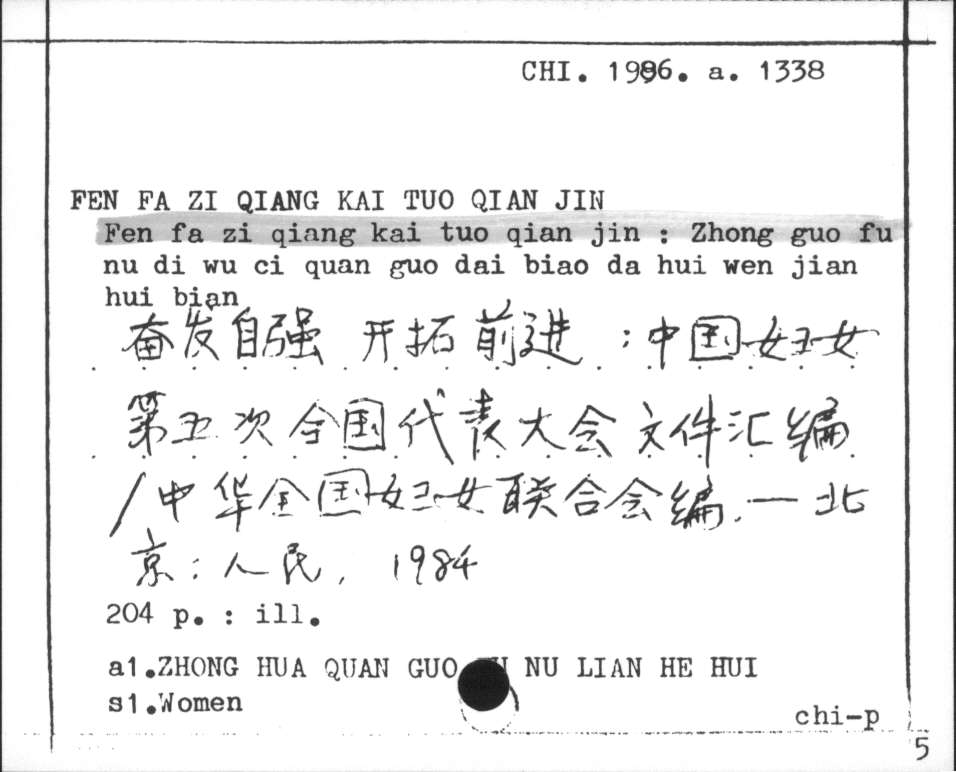 CHI. 1986. a. 1338
FEN FA ZI QIANG KAI TUO QIAN JIN
Fen fa zi qiang kai tuo qian jin : Zhong guo fu
nu di wu ci quan guo dai biao da hui wen jian
hui bian
奋发自强 开拓前进 : 中国妇女
第五次全国代表大会文件汇编
/中华全国妇女联合会编. — 北
京 : 人民, 1984
204 p. : ill.
a1.ZHONG HUA QUAN GUO NU LIAN HE HUI
s1.Women
chi-p
5